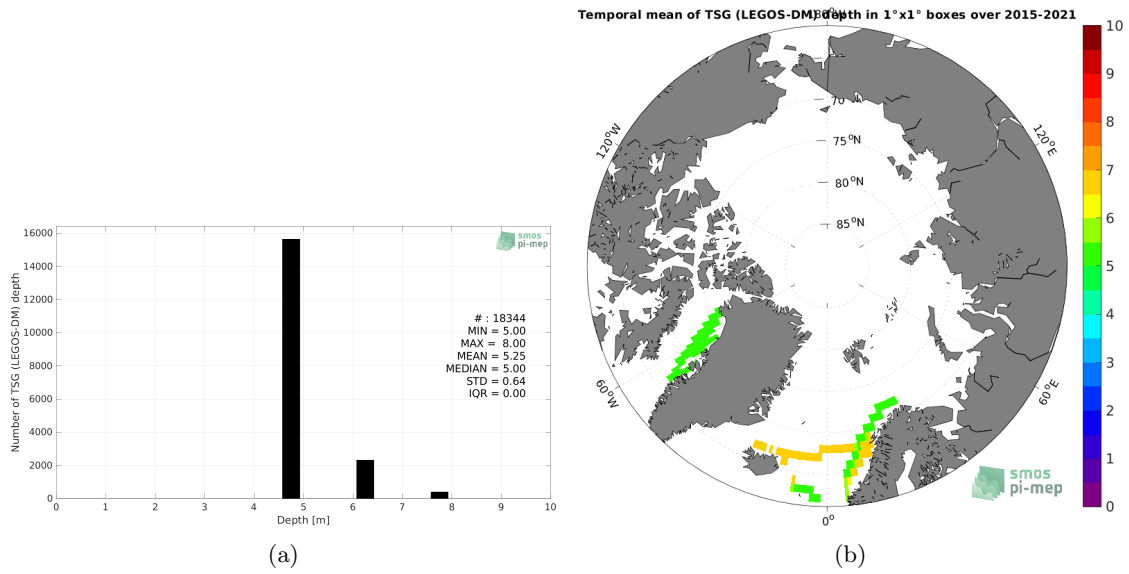 16000
14000
12000
10000
8000
6000
4000
2000
0
Number of TSG (LEGOS-DM) depth
smos
pi-mep
# : 18344
MIN = 5.00
MAX = 8.00
MEAN = 5.25
MEDIAN = 5.00
STD = 0.64
IQR = 0.00
0 1 2 3 4 5 6 7 8 9 10
Depth [m]
(a)
Temporal mean of TSG (LEGOS-DM) depth in 1°x1° boxes over 2015-2021
180°W
120°W
120°E
70
75°N
80°N
85°N
60°W
60°E
0°
smos
pi-mep
10
9
8
7
6
5
4
3
2
1
0
(b)